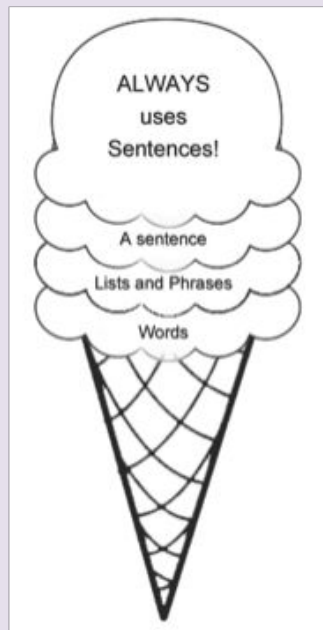 ALWAYS
uses
Sentences!
A sentence
Lists and Phrases
Words